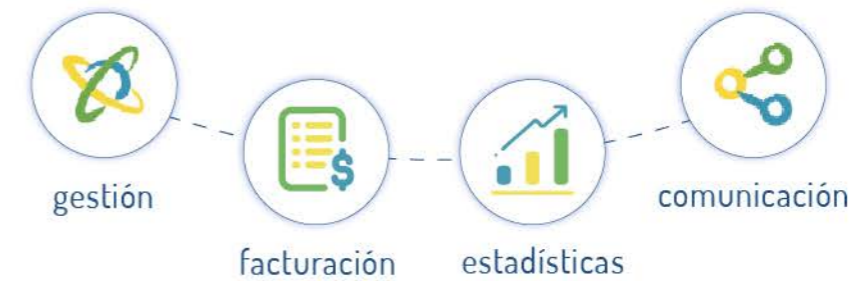 gestión
facturación
estadísticas
comunicación
$